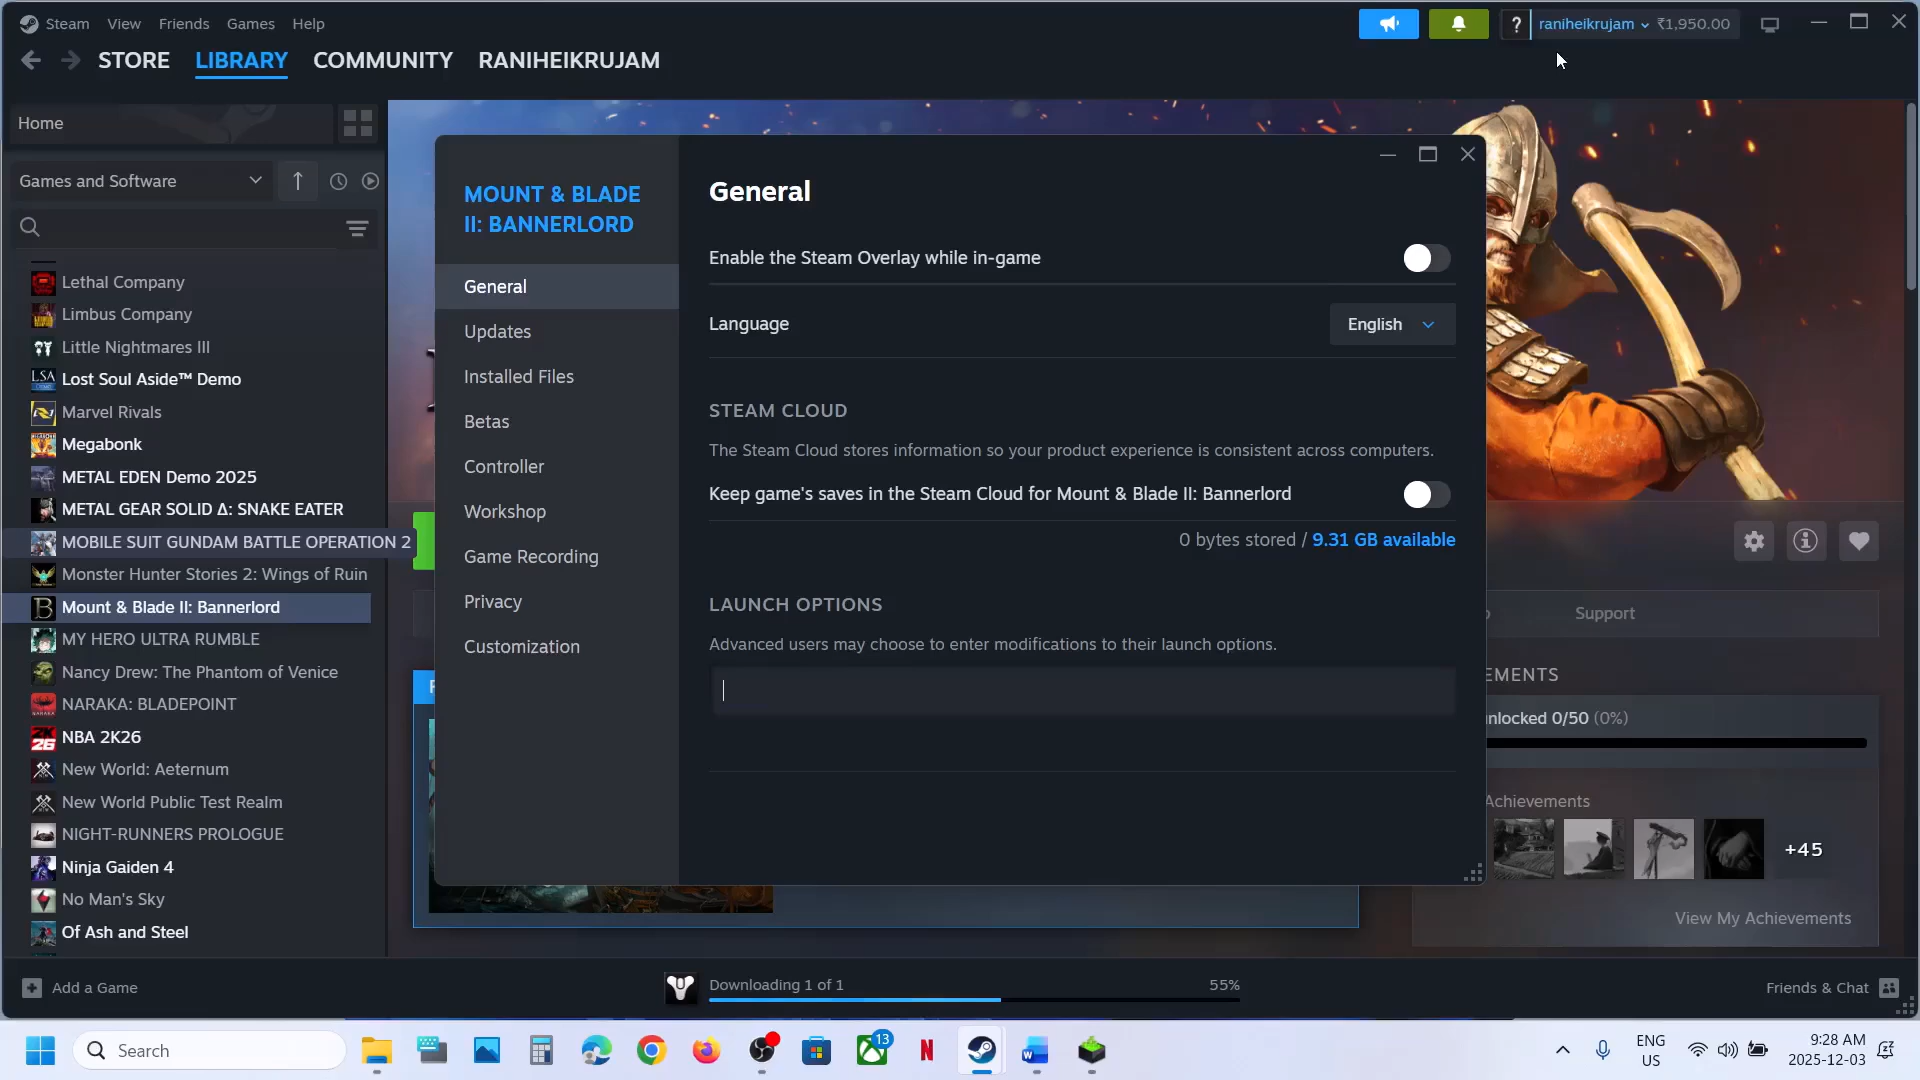 Steam View Friends Games Help
? raniheikrujam ₹1,950.00
STORE LIBRARY COMMUNITY RANIHEIKRUJAM
Home
Games and Software
Lethal Company
Limbus Company
Little Nightmares III
Lost Soul Aside™ Demo
Marvel Rivals
Megabonk
METAL EDEN Demo 2025
METAL GEAR SOLID Δ: SNAKE EATER
MOBILE SUIT GUNDAM BATTLE OPERATION 2
Monster Hunter Stories 2: Wings of Ruin
Mount & Blade II: Bannerlord
MY HERO ULTRA RUMBLE
Nancy Drew: The Phantom of Venice
NARAKA: BLADEPOINT
NBA 2K26
New World: Aeternum
New World Public Test Realm
NIGHT-RUNNERS PROLOGUE
Ninja Gaiden 4
No Man's Sky
Of Ash and Steel
MOUNT & BLADE
II: BANNERLORD
General
Updates
Installed Files
Betas
Controller
Workshop
Game Recording
Privacy
Customization
General
Enable the Steam Overlay while in-game
Language
English
STEAM CLOUD
The Steam Cloud stores information so your product experience is consistent across computers.
Keep game's saves in the Steam Cloud for Mount & Blade II: Bannerlord
0 bytes stored / 9.31 GB available
LAUNCH OPTIONS
Advanced users may choose to enter modifications to their launch options.
Support
EMENTS
nlocked 0/50 (0%)
Achievements
+45
View My Achievements
Add a Game
Downloading 1 of 1
55%
Friends & Chat
Search
13
ENG
US
9:28 AM
2025-12-03